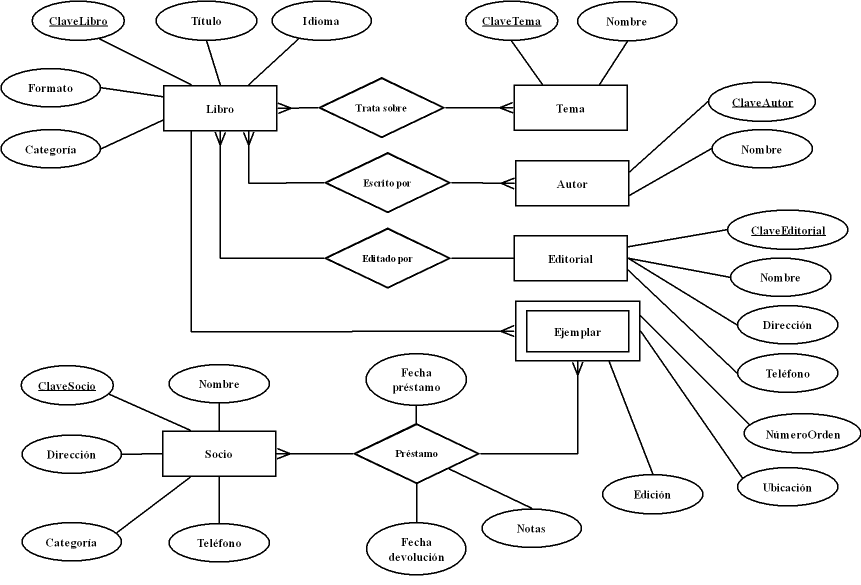 ClaveLibro
Título
Idioma
ClaveTema
Nombre
Formato
Libro
Trata sobre
Tema
ClaveAutor
Categoría
Nombre
Escrito por
Autor
ClaveEditorial
Editado por
Editorial
Nombre
Dirección
Ejemplar
Teléfono
ClaveSocio
Nombre
Fecha
préstamo
NúmeroOrden
Dirección
Socio
Préstamo
Ubicación
Edición
Categoría
Teléfono
Fecha
devolución
Notas